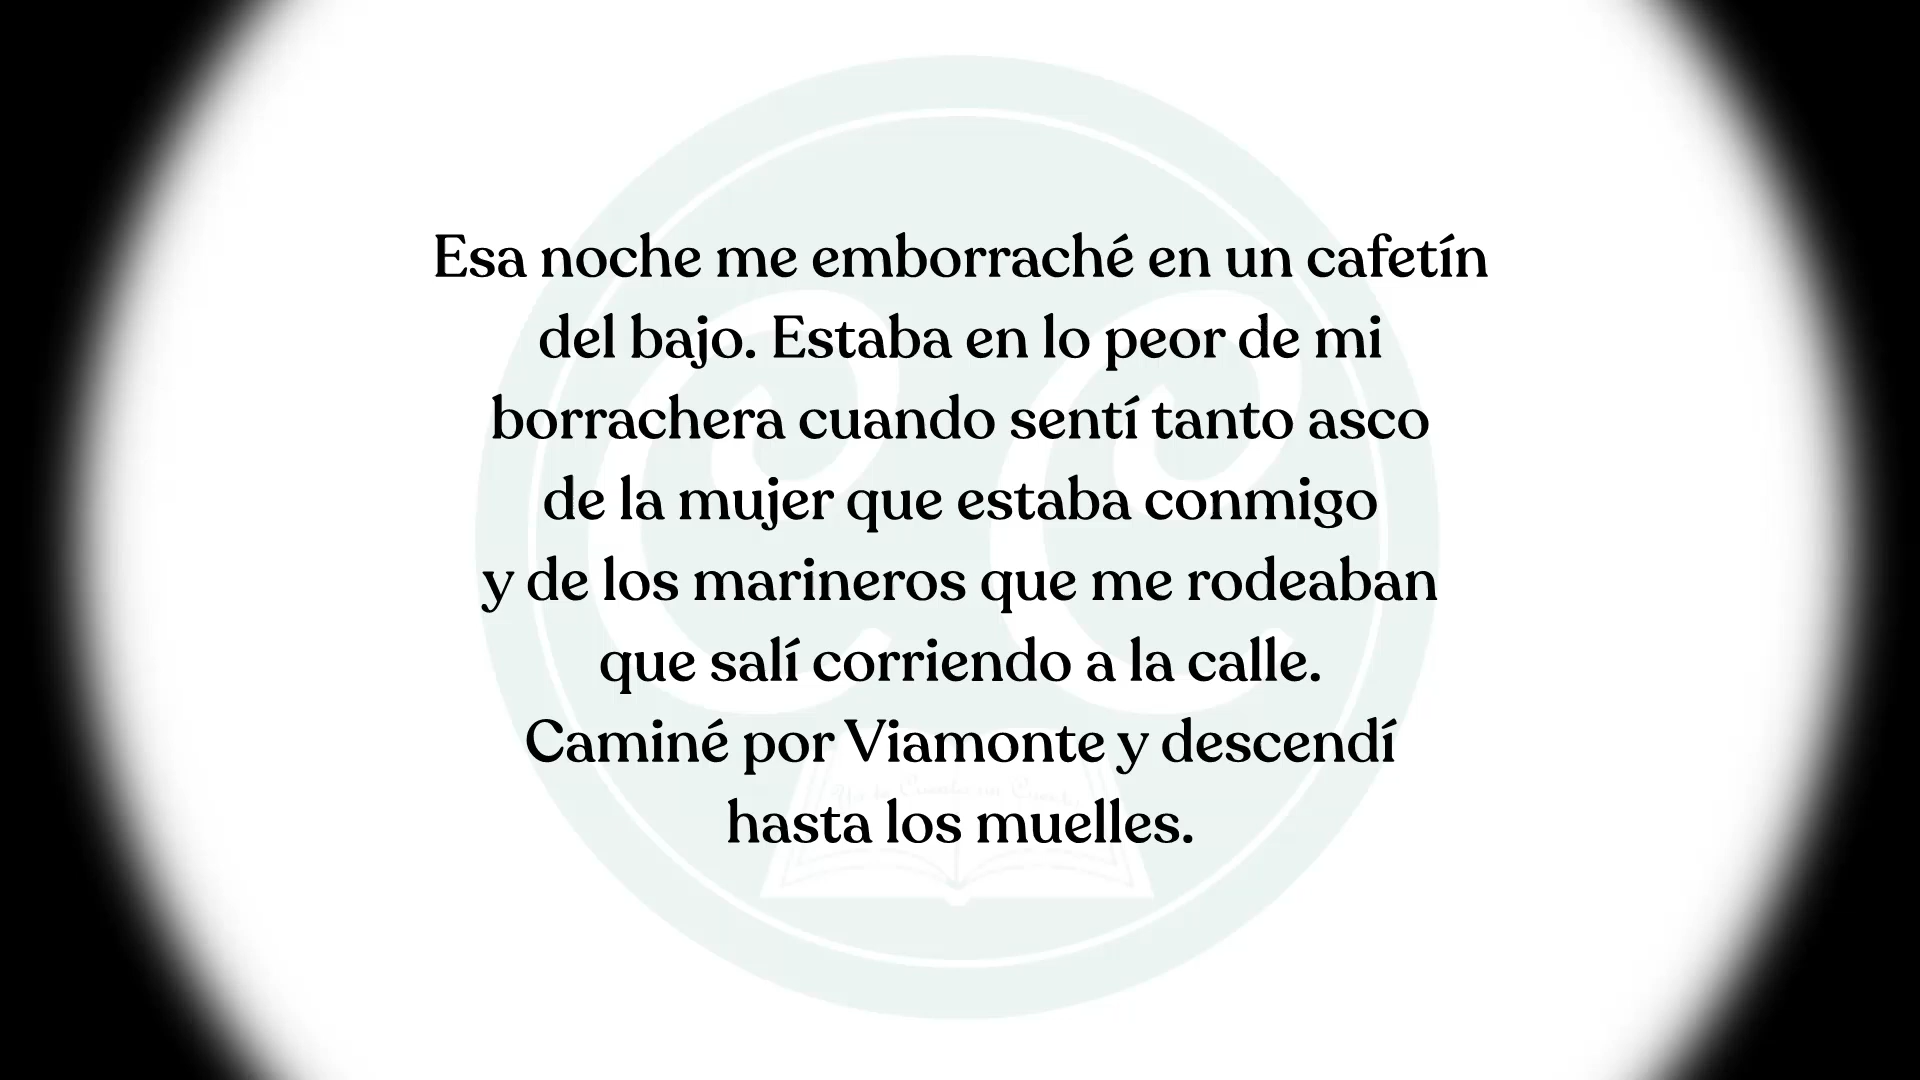 Esa noche me emborraché en un cafetín
del bajo. Estaba en lo peor de mi
borrachera cuando sentí tanto asco
de la mujer que estaba conmigo
y de los marineros que me rodeaban
que salí corriendo a la calle.
Caminé por Viamonte y descendí
hasta los muelles.